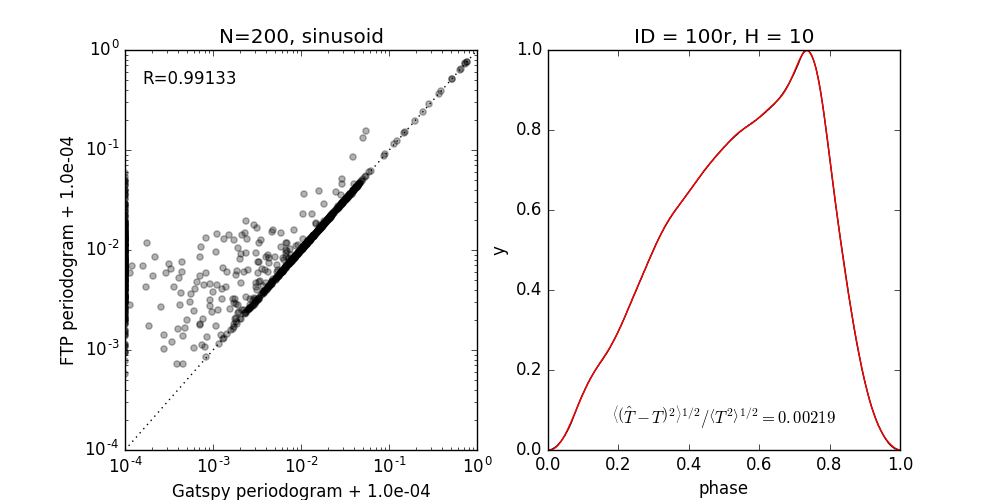 N=200, sinusoid
R=0.99133
10^0
10^-1
10^-2
10^-3
10^-4
FTP periodogram + 1.0e-04
10^-4 10^-3 10^-2 10^-1 10^0
Gatspy periodogram + 1.0e-04
ID = 100r, H = 10
1.0
0.8
0.6
0.4
0.2
0.0
y
⟨(T̂ − T)²⟩^1/2/⟨T²⟩^1/2 = 0.00219
0.0 0.2 0.4 0.6 0.8 1.0
phase